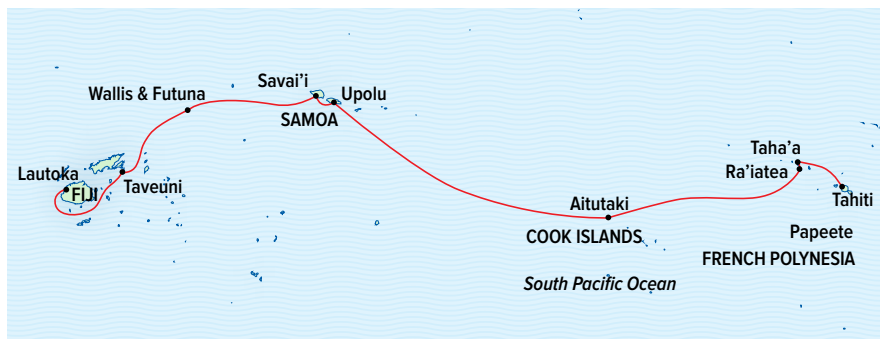 Savai’i
Upolu
Wallis & Futuna
SAMOA
Taha’a
Ra’iatea
Lautoka
FIJI
Taveuni
Tahiti
Aitutaki
Papeete
COOK ISLANDS
FRENCH POLYNESIA
South Pacific Ocean